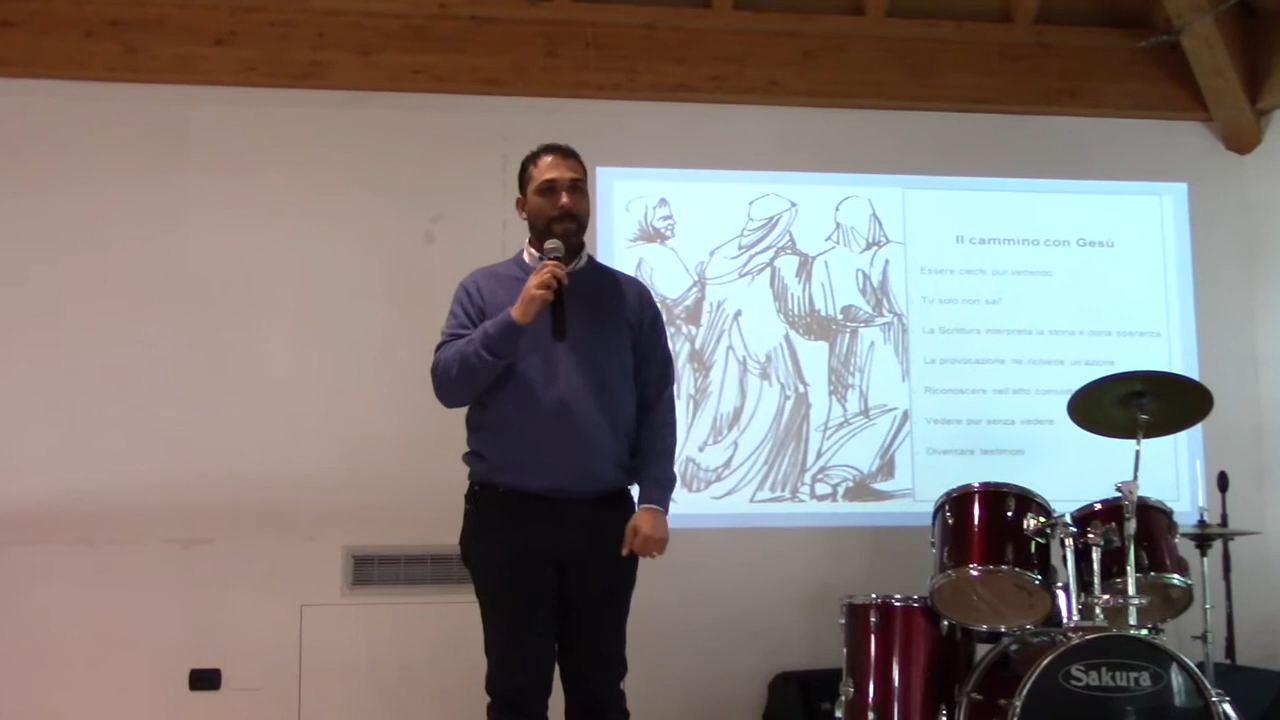 Il cammino con Gesù
Essere ciechi pur vedendo
Tu solo non sai?
La Scrittura interpreta la storia e dona speranza
La provocazione ne richiede un'azione
Riconoscere nell'atto
Vedere pur senza vedere
Diventare testimoni
Sakura